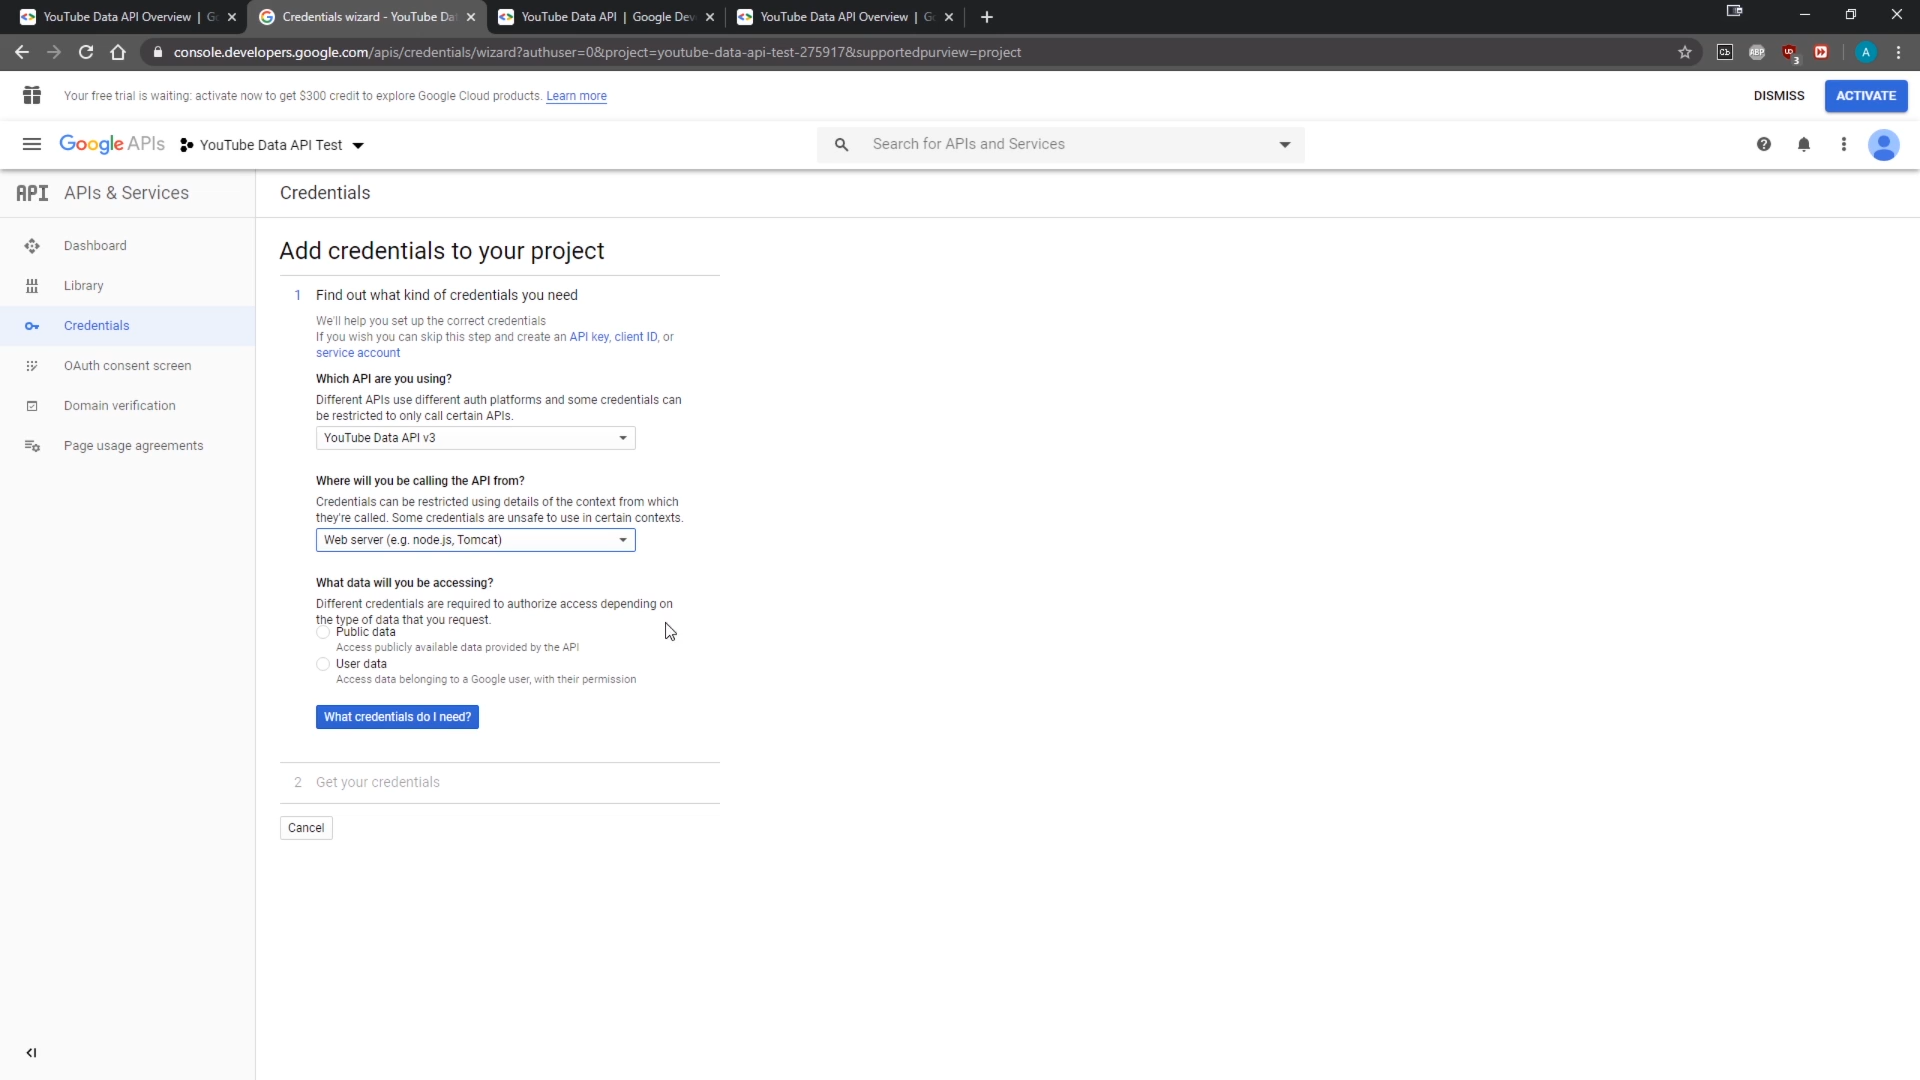 YouTube Data API Overview | G
Credentials wizard - YouTube Da
YouTube Data API | Google Dev
YouTube Data API Overview | G
console.developers.google.com/apis/credentials/wizard?authuser=0&project=youtube-data-api-test-275917&supportedpurview=project
Cb
ABP
3
A
Your free trial is waiting: activate now to get $300 credit to explore Google Cloud products. Learn more
DISMISS
ACTIVATE
Google APIs
YouTube Data API Test
Search for APIs and Services
API APIs & Services
Credentials
Dashboard
Library
Credentials
OAuth consent screen
Domain verification
Page usage agreements
Add credentials to your project
1 Find out what kind of credentials you need
We'll help you set up the correct credentials
If you wish you can skip this step and create an API key, client ID, or
service account
Which API are you using?
Different APIs use different auth platforms and some credentials can
be restricted to only call certain APIs.
YouTube Data API v3
Where will you be calling the API from?
Credentials can be restricted using details of the context from which
they're called. Some credentials are unsafe to use in certain contexts.
Web server (e.g. node.js, Tomcat)
What data will you be accessing?
Different credentials are required to authorize access depending on
the type of data that you request.
Public data
Access publicly available data provided by the API
User data
Access data belonging to a Google user, with their permission
What credentials do I need?
2 Get your credentials
Cancel